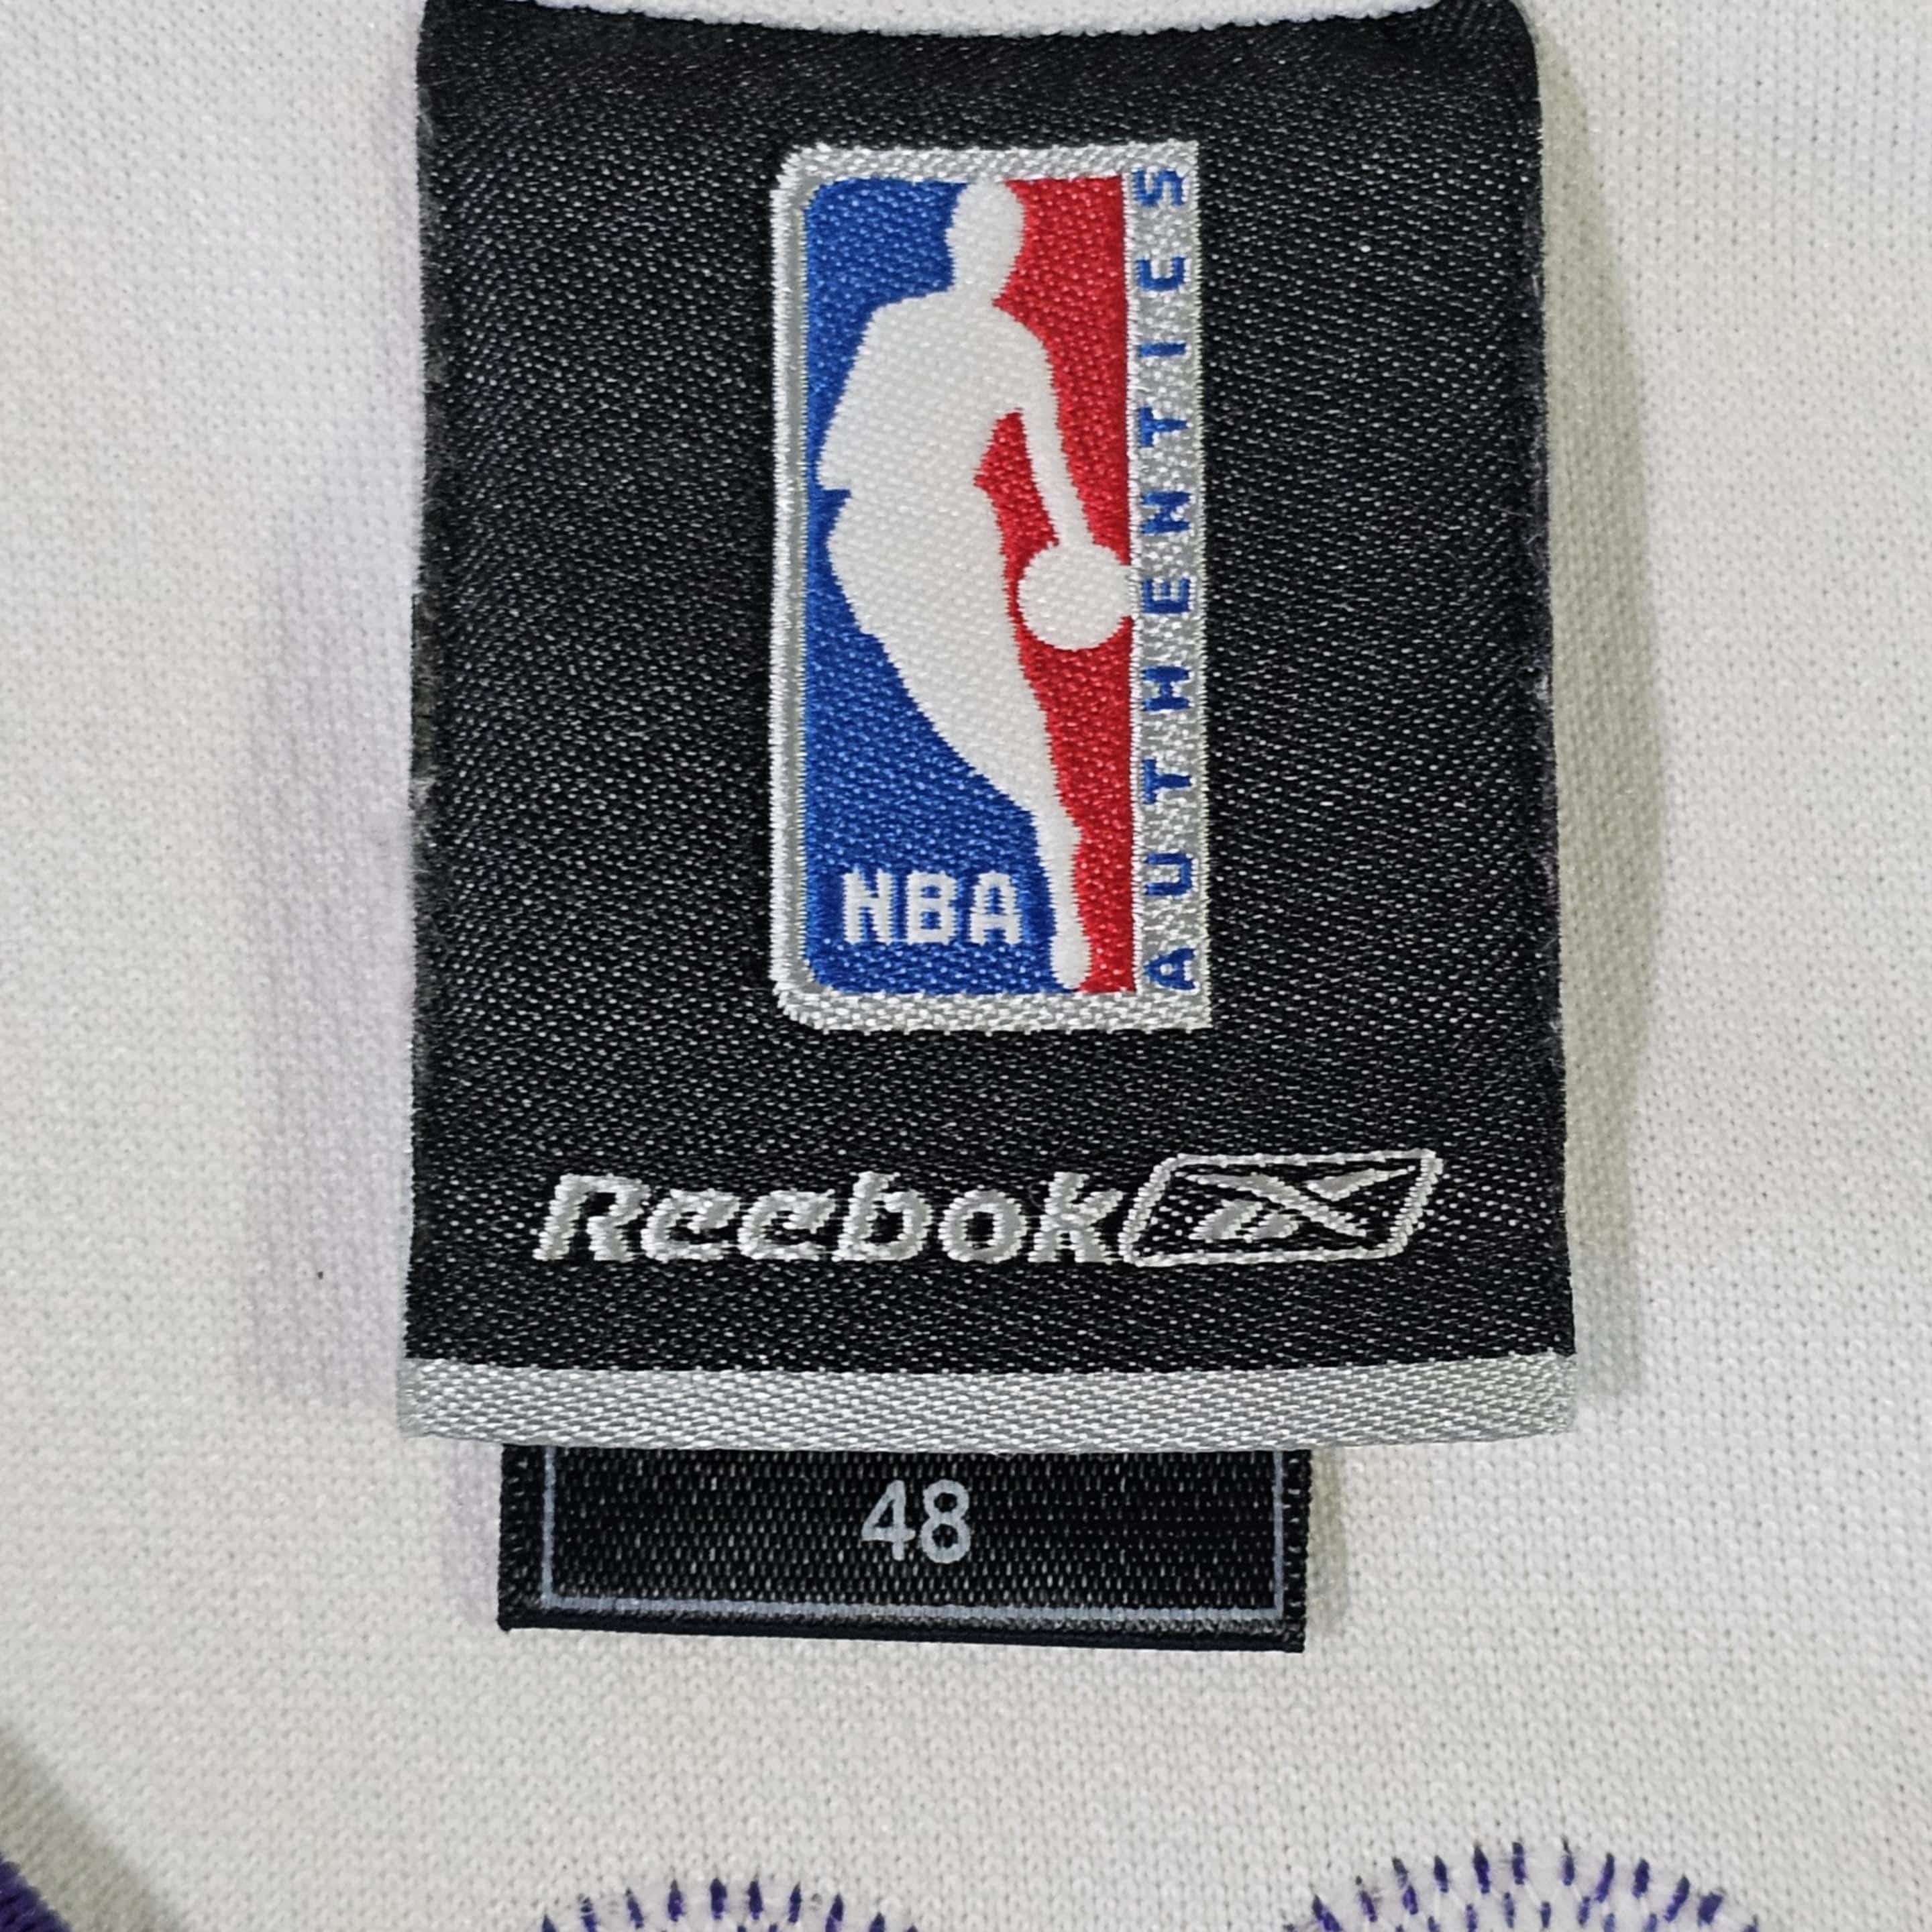 NBA
AUTHENTICS
Reebok
48